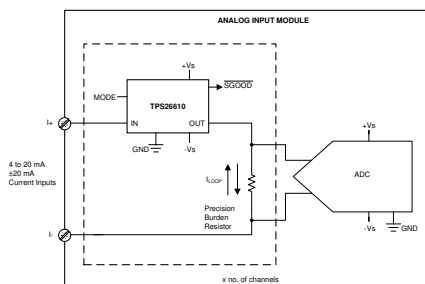 ANALOG INPUT MODULE
+Vs
SGOOD
MODE
TPS26610
I+
IN
OUT
GND
-Vs
+Vs
4 to 20 mA
±20 mA
Current Inputs
ILOOP
ADC
Precision
Burden
Resistor
-Vs
GND
I-
x no. of channels